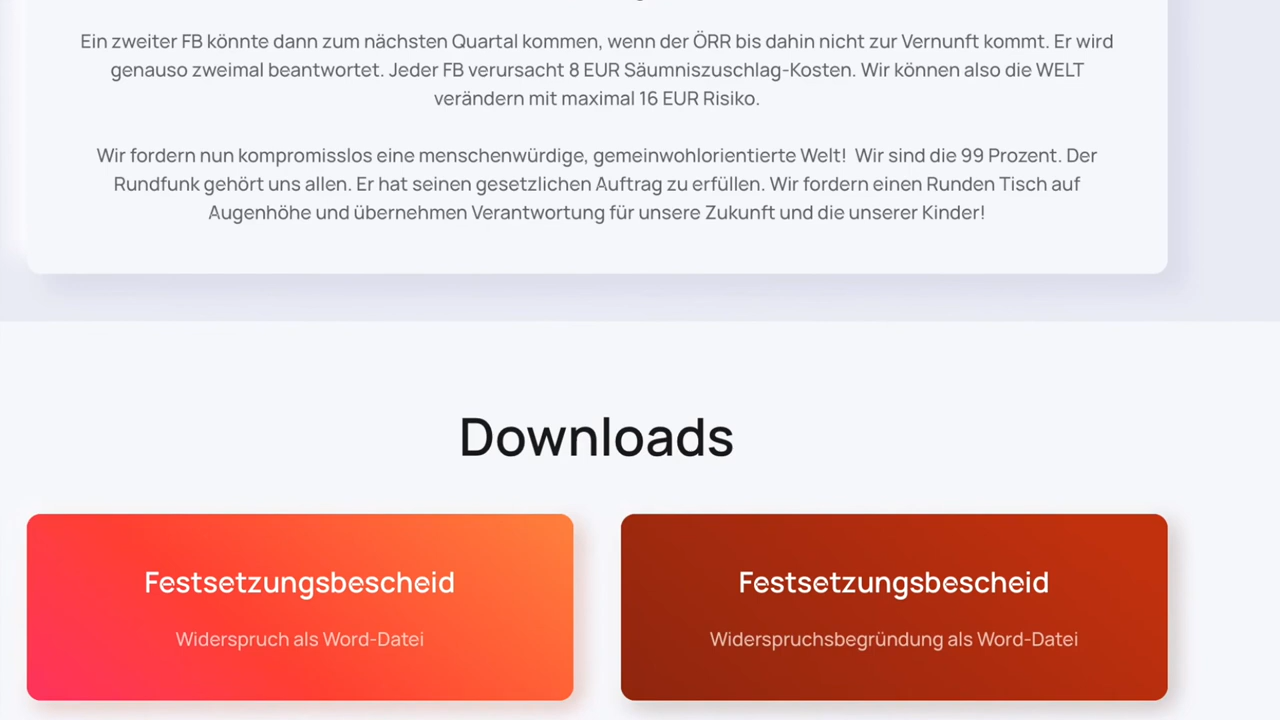 Ein zweiter FB könnte dann zum nächsten Quartal kommen, wenn der ÖRR bis dahin nicht zur Vernunft kommt. Er wird
genauso zweimal beantwortet. Jeder FB verursacht 8 EUR Säumniszuschlag-Kosten. Wir können also die WELT
verändern mit maximal 16 EUR Risiko.
Wir fordern nun kompromisslos eine menschenwürdige, gemeinwohlorientierte Welt!  Wir sind die 99 Prozent. Der
Rundfunk gehört uns allen. Er hat seinen gesetzlichen Auftrag zu erfüllen. Wir fordern einen Runden Tisch auf
Augenhöhe und übernehmen Verantwortung für unsere Zukunft und die unserer Kinder!
Downloads
Festsetzungsbescheid
Widerspruch als Word-Datei
Festsetzungsbescheid
Widerspruchsbegründung als Word-Datei